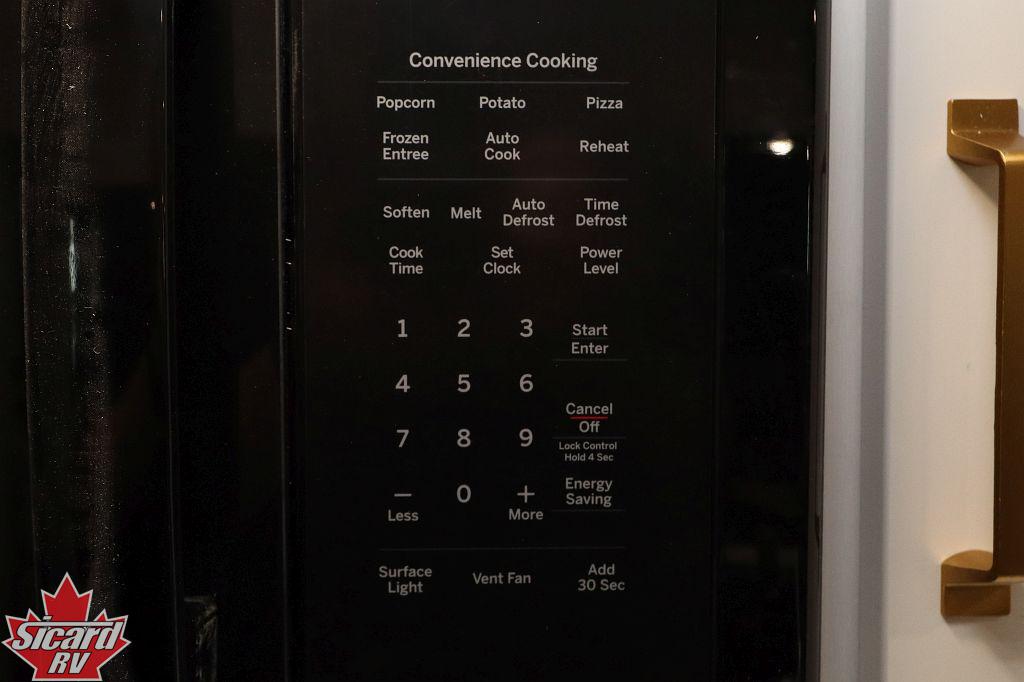 Convenience Cooking
Popcorn Potato Pizza
Frozen Entree Auto Cook Reheat
Soften Melt Auto Defrost Time Defrost
Cook Time Set Clock Power Level
1 2 3 Start Enter
4 5 6
Cancel
Off
7 8 9
Lock Control
Hold 4 Sec
Energy Saving
— 0 +
Less More
Surface Light Vent Fan Add 30 Sec
Sicard
RV